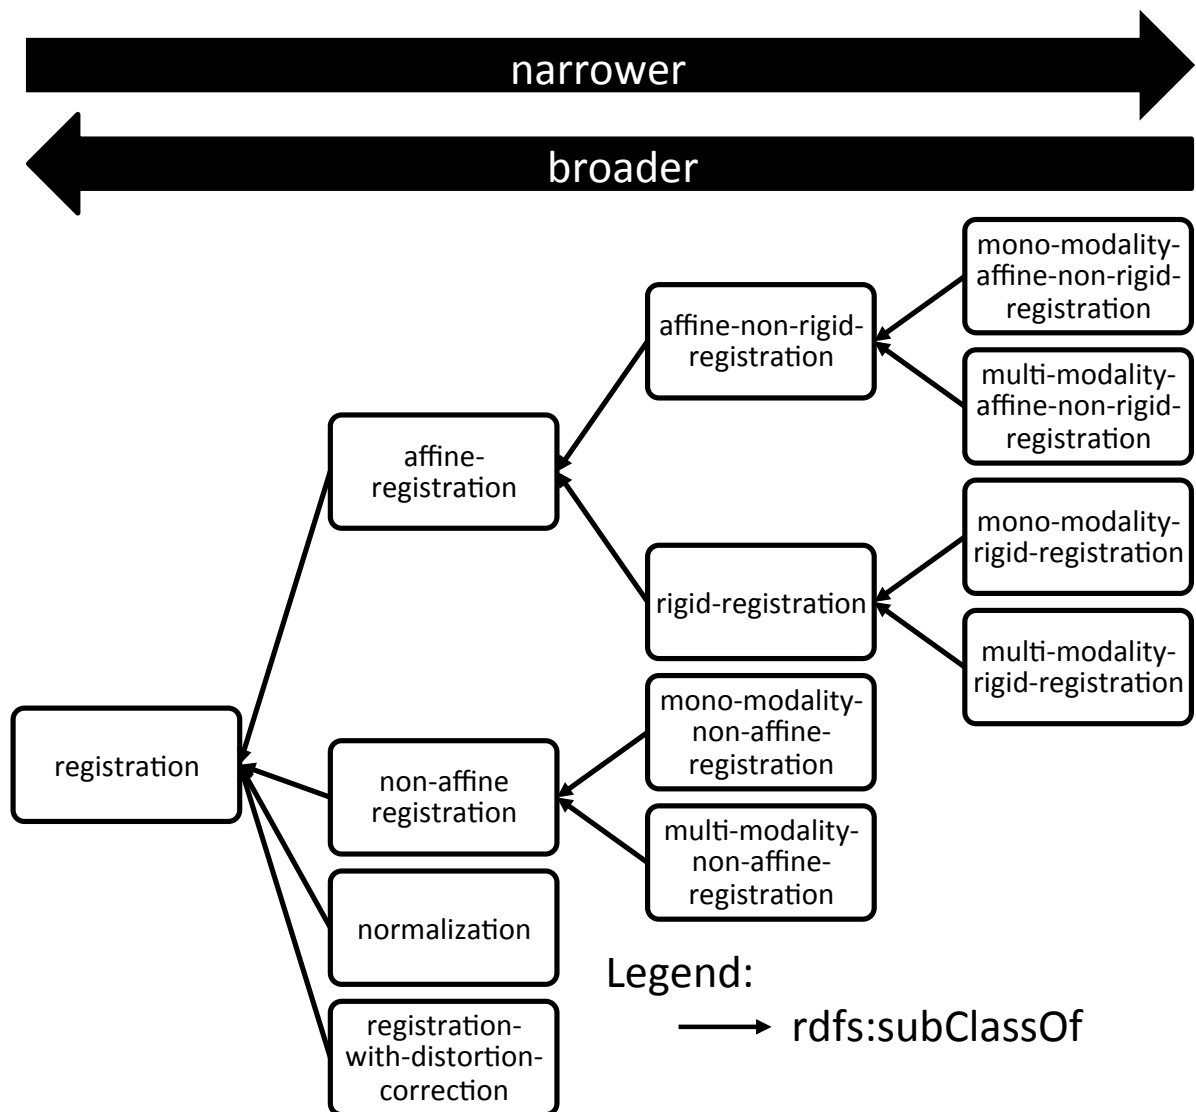 narrower
broader
mono-modality-
affine-non-rigid-
registration
affine-non-rigid-
registration
multi-modality-
affine-non-rigid-
registration
affine-
registration
mono-modality-
rigid-registration
rigid-registration
multi-modality-
rigid-registration
registration
mono-modality-
non-affine-
registration
non-affine
registration
multi-modality-
non-affine-
registration
normalization
registration-
with-distortion-
correction
Legend:
rdfs:subClassOf